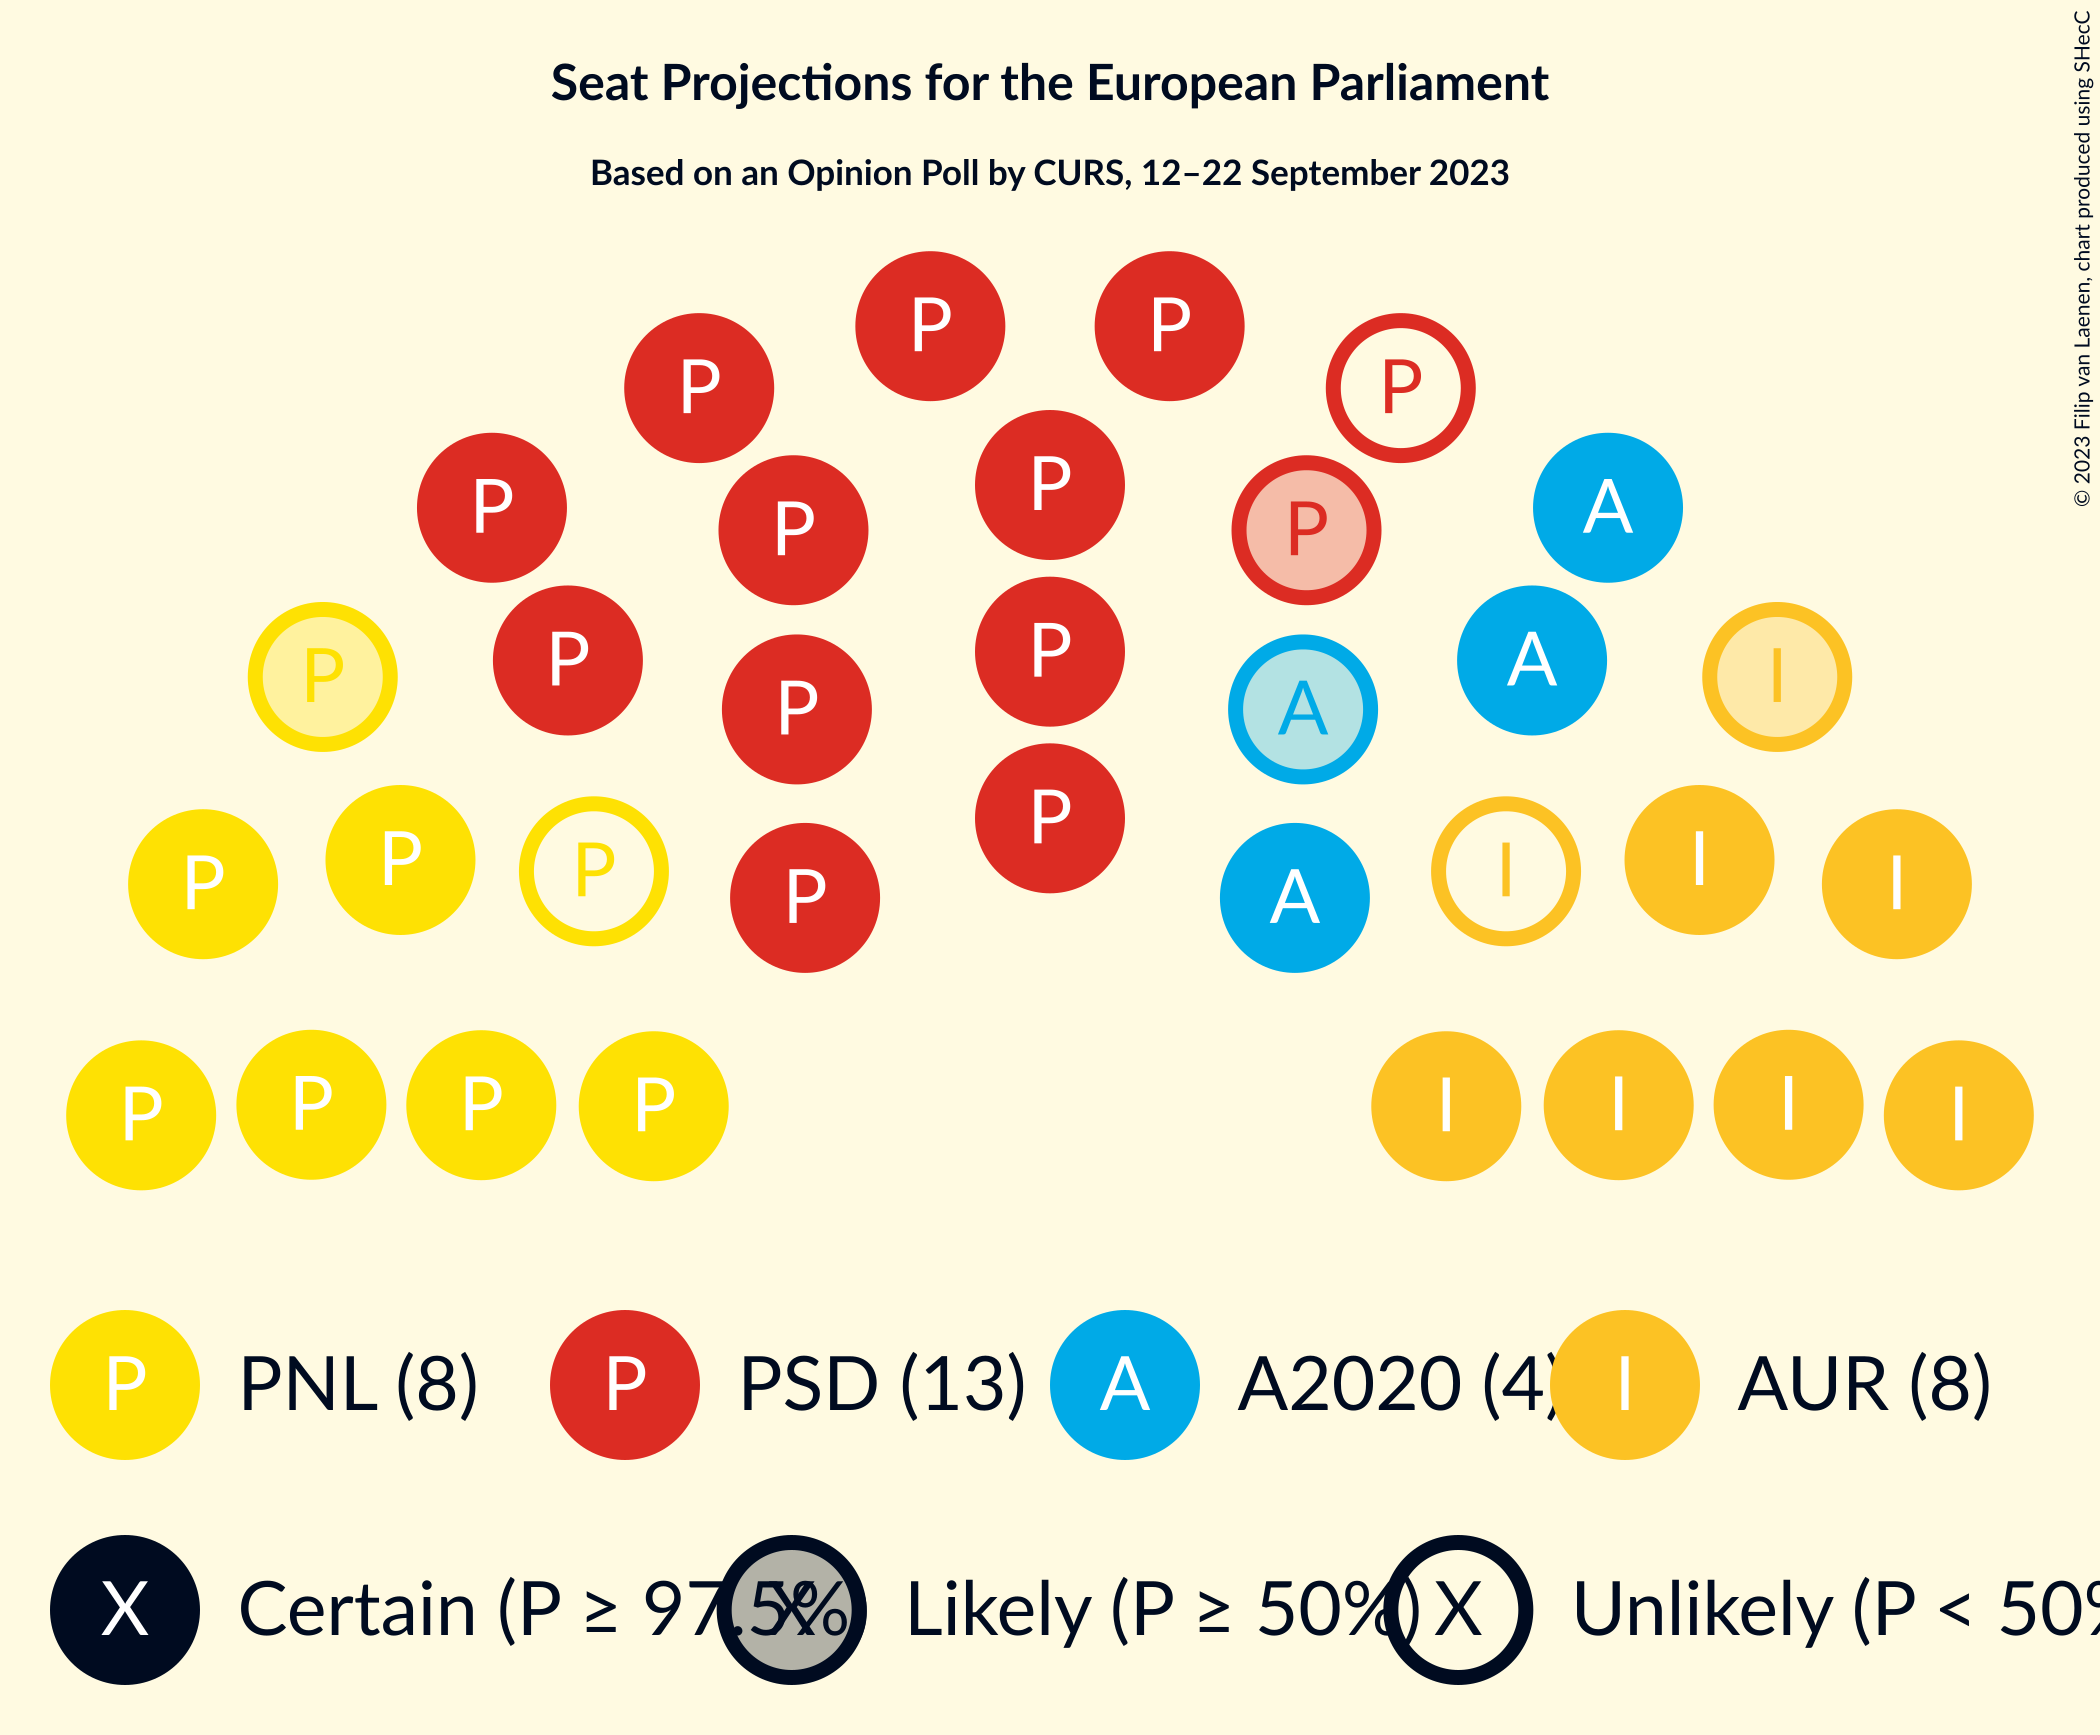 Seat Projections for the European Parliament
Based on an Opinion Poll by CURS, 12–22 September 2023
© 2023 Filip van Laenen, chart produced using SHecC
P P
P P
P P
P P A
P A
P P P A I
P A
P
P P P I I I
P A
P P P P I I I I
P PNL (8) P PSD (13) A A2020 (4) I AUR (8)
X Certain (P ≥ 97.5% X Likely (P ≥ 50%) X Unlikely (P < 50%